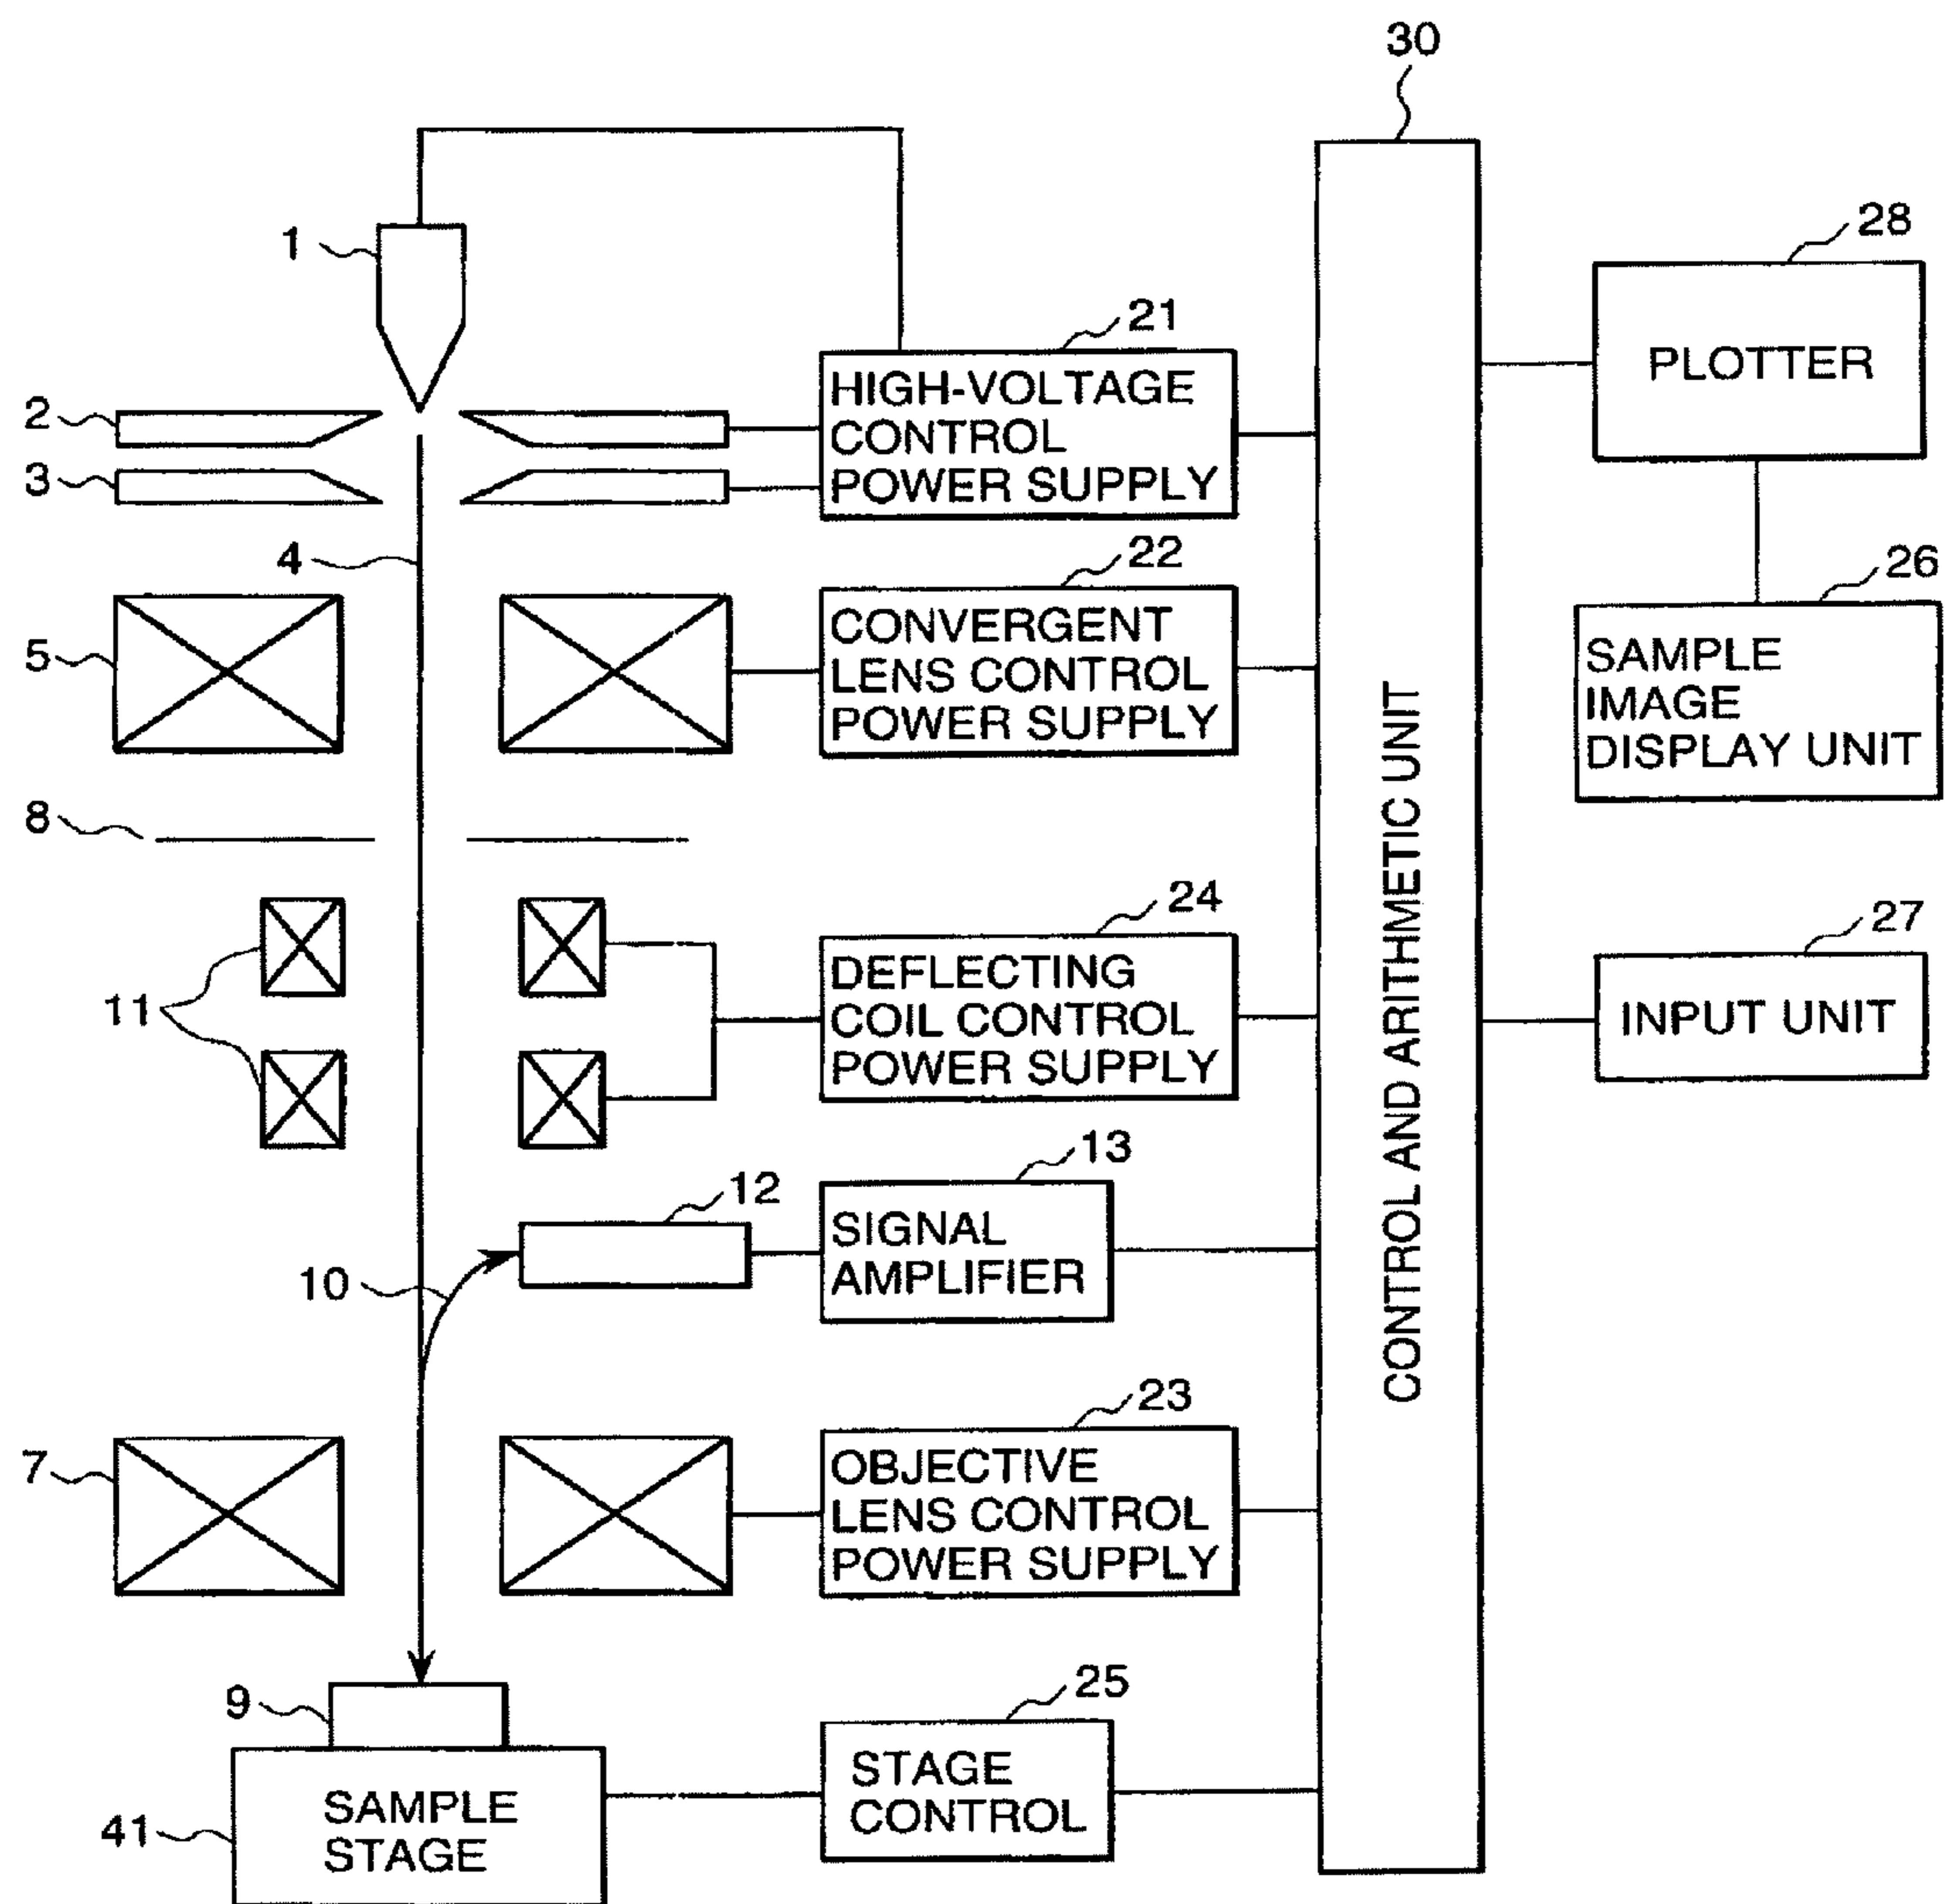 30
28
1
21
PLOTTER
HIGH-VOLTAGE
CONTROL
POWER SUPPLY
2
3
4
22
26
5
CONVERGENT
LENS CONTROL
POWER SUPPLY
SAMPLE
IMAGE
DISPLAY UNIT
CONTROL AND ARITHMETIC UNIT
8
24
27
11
DEFLECTING
COIL CONTROL
POWER SUPPLY
INPUT UNIT
13
12
SIGNAL
AMPLIFIER
10
23
7
OBJECTIVE
LENS CONTROL
POWER SUPPLY
25
9
STAGE
CONTROL
41
SAMPLE
STAGE